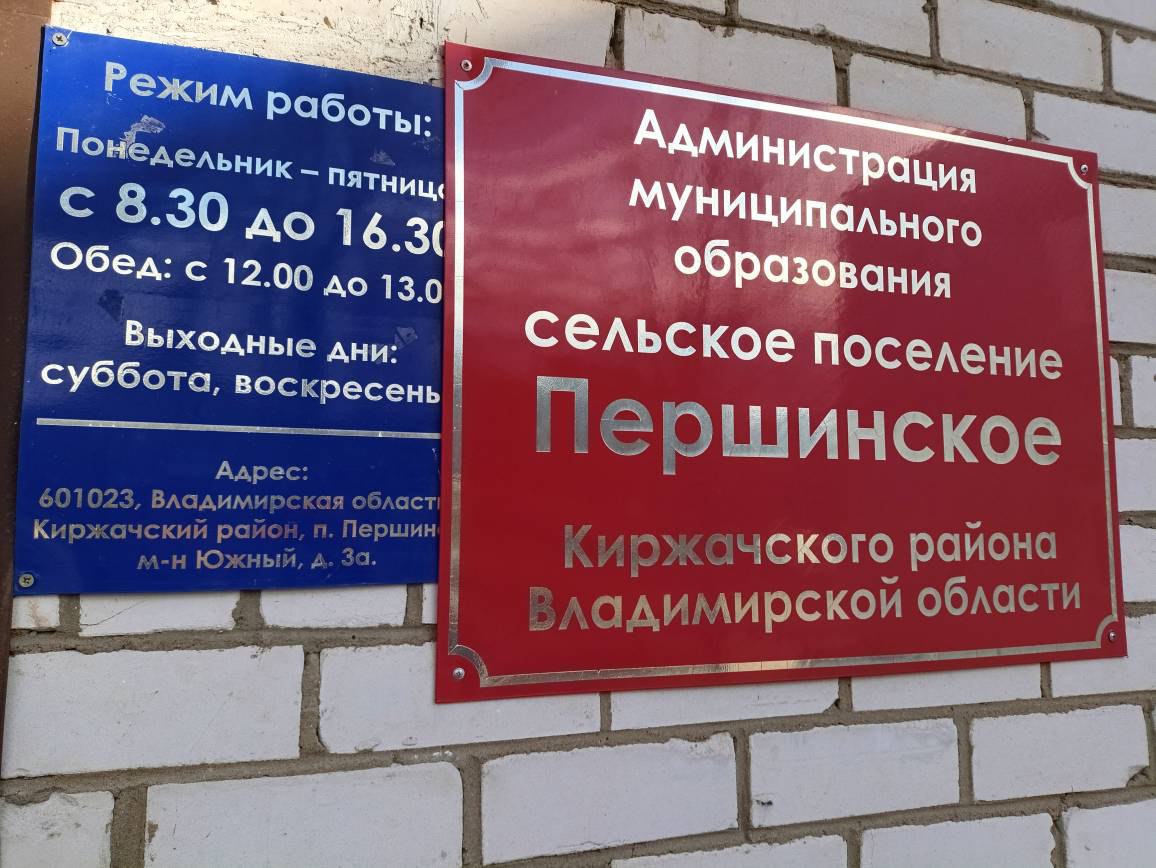 Режим работы:
Понедельник – пятниц
с 8.30 до 16.30
Обед: с 12.00 до 13.0
Выходные дни:
суббота, воскресень
Адрес:
601023, Владимирская област
Киржачский район, п. Першин
м-н Южный, д. 3а.
Администрация
муниципального
образования
сельское поселение
Першинское
Киржачского района
Владимирской области